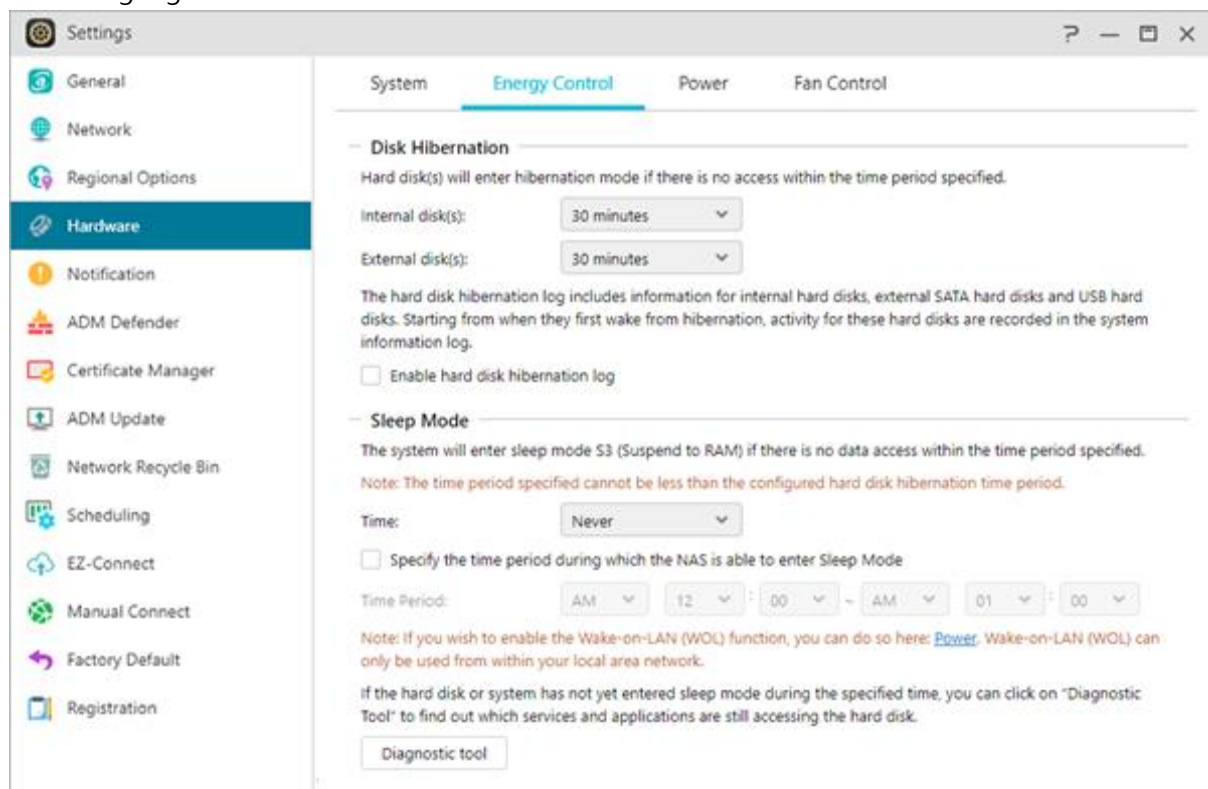 Settings
General
Network
Regional Options
Hardware
Notification
ADM Defender
Certificate Manager
ADM Update
Network Recycle Bin
Scheduling
EZ-Connect
Manual Connect
Factory Default
Registration
System Energy Control Power Fan Control
Disk Hibernation
Hard disk(s) will enter hibernation mode if there is no access within the time period specified.
Internal disk(s): 30 minutes
External disk(s): 30 minutes
The hard disk hibernation log includes information for internal hard disks, external SATA hard disks and USB hard
disks. Starting from when they first wake from hibernation, activity for these hard disks are recorded in the system
information log.
Enable hard disk hibernation log
Sleep Mode
The system will enter sleep mode S3 (Suspend to RAM) if there is no data access within the time period specified.
Note: The time period specified cannot be less than the configured hard disk hibernation time period.
Time: Never
Specify the time period during which the NAS is able to enter Sleep Mode
Time Period: AM 12 : 00 ~ AM 01 : 00
Note: If you wish to enable the Wake-on-LAN (WOL) function, you can do so here: Power. Wake-on-LAN (WOL) can
only be used from within your local area network.
If the hard disk or system has not yet entered sleep mode during the specified time, you can click on "Diagnostic
Tool" to find out which services and applications are still accessing the hard disk.
Diagnostic tool